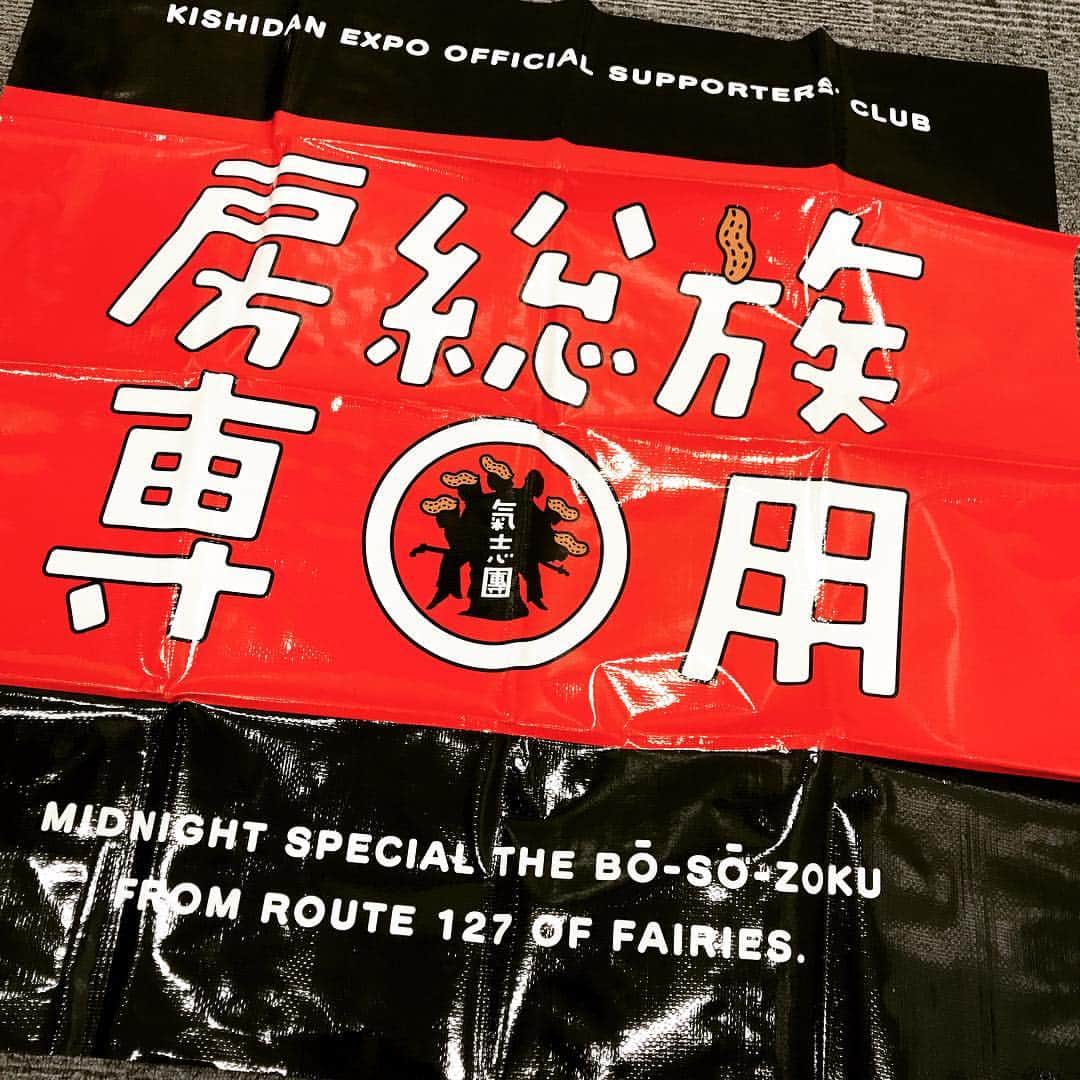 KISHIDAN EXPO OFFICIAL SUPPORTERS' CLUB
房総族
専用
氣志團
MIDNIGHT SPECIAL THE BŌ-SŌ-ZOKU
FROM ROUTE 127 OF FAIRIES.